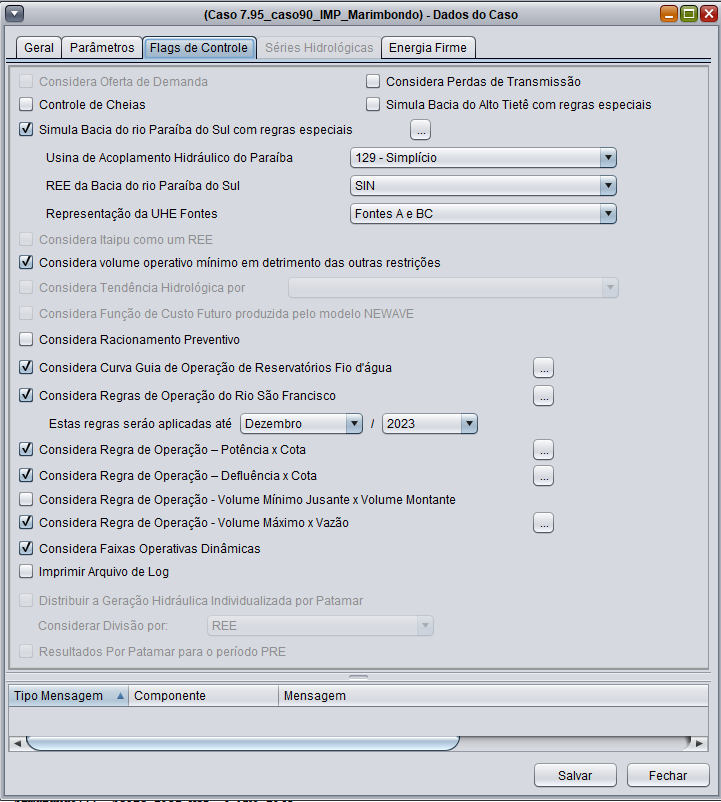 (Caso 7.95_caso90_IMP_Marimbondo) - Dados do Caso
Geral Parâmetros Flags de Controle Séries Hidrológicas Energia Firme
Considera Oferta de Demanda Considera Perdas de Transmissão
Controle de Cheias Simula Bacia do Alto Tietê com regras especiais
Simula Bacia do rio Paraíba do Sul com regras especiais ...
Usina de Acoplamento Hidráulico do Paraíba 129 - Simplício
REE da Bacia do rio Paraíba do Sul SIN
Representação da UHE Fontes Fontes A e BC
Considera Itaipu como um REE
Considera volume operativo mínimo em detrimento das outras restrições
Considera Tendência Hidrológica por
Considera Função de Custo Futuro produzida pelo modelo NEWAVE
Considera Racionamento Preventivo
Considera Curva Guia de Operação de Reservatórios Fio d'água ...
Considera Regras de Operação do Rio São Francisco ...
Estas regras seráo aplicadas até Dezembro / 2023
Considera Regra de Operação – Potência x Cota ...
Considera Regra de Operação – Defluência x Cota ...
Considera Regra de Operação - Volume Mínimo Jusante x Volume Montante
Considera Regra de Operação - Volume Máximo x Vazão ...
Considera Faixas Operativas Dinâmicas
Imprimir Arquivo de Log
Distribuir a Geração Hidráulica Individualizada por Patamar
Considerar Divisão por: REE
Resultados Por Patamar para o período PRE
Tipo Mensagem Componente Mensagem
Salvar Fechar